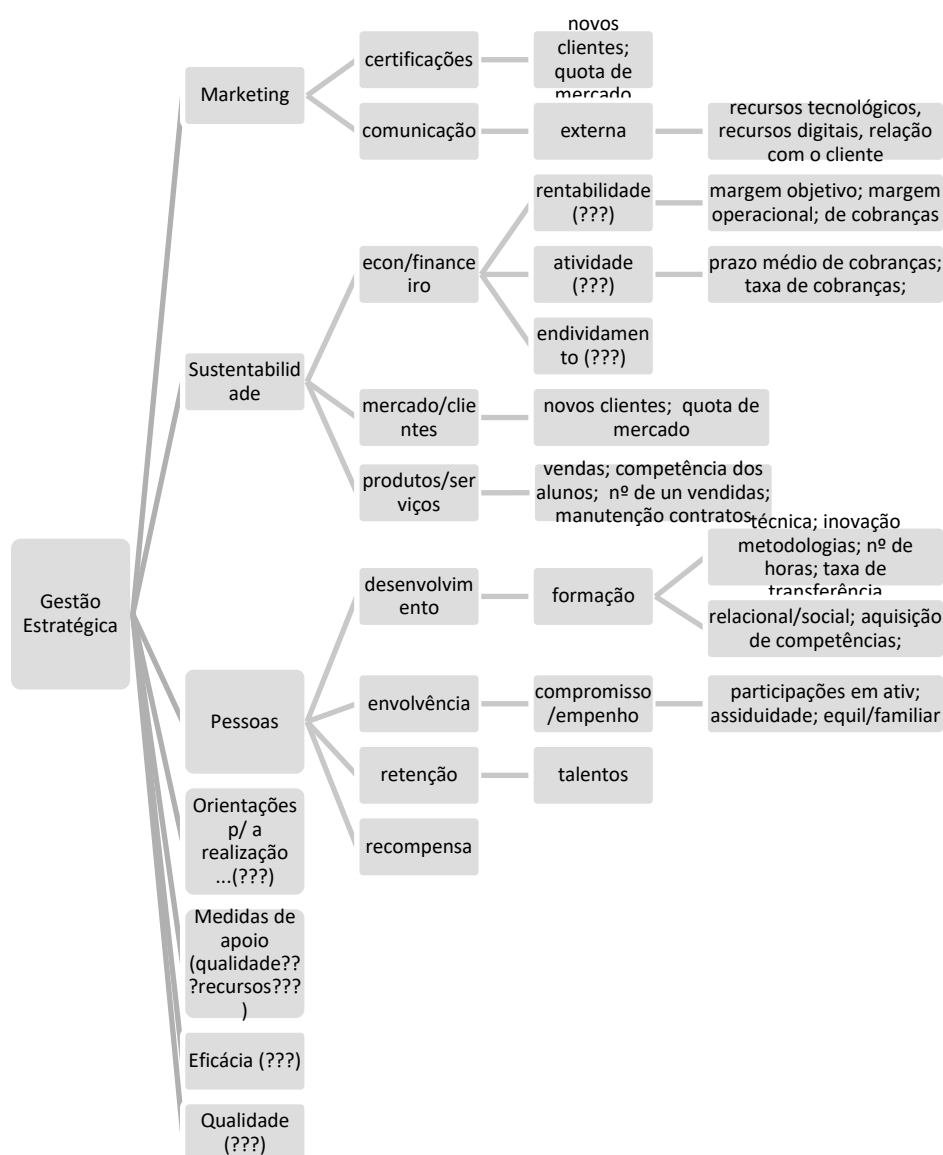 novos
clientes;
quota de
mercado
certificações
Marketing
comunicação
externa
recursos tecnológicos,
recursos digitais, relação
com o cliente
rentabilidade
(???)
margem objetivo; margem
operacional; de cobranças
econ/finance
iro
atividade
(???)
prazo médio de cobranças;
taxa de cobranças;
endividamen
to (???)
Sustentabilid
ade
mercado/clie
ntes
novos clientes;  quota de
mercado
produtos/ser
viços
vendas; competência dos
alunos;  nº de un vendidas;
manutenção contratos
Gestão
Estratégica
técnica; inovação
metodologias; nº de
horas; taxa de
transferência
desenvolvim
ento
formação
relacional/social; aquisição
de competências;
Pessoas
envolvência
compromisso
/empenho
participações em ativ;
assiduidade; equil/familiar
retenção
talentos
recompensa
Orientações
p/ a
realização
...(???)
Medidas de
apoio
(qualidade??
?recursos???
)
Eficácia (???)
Qualidade
(???)